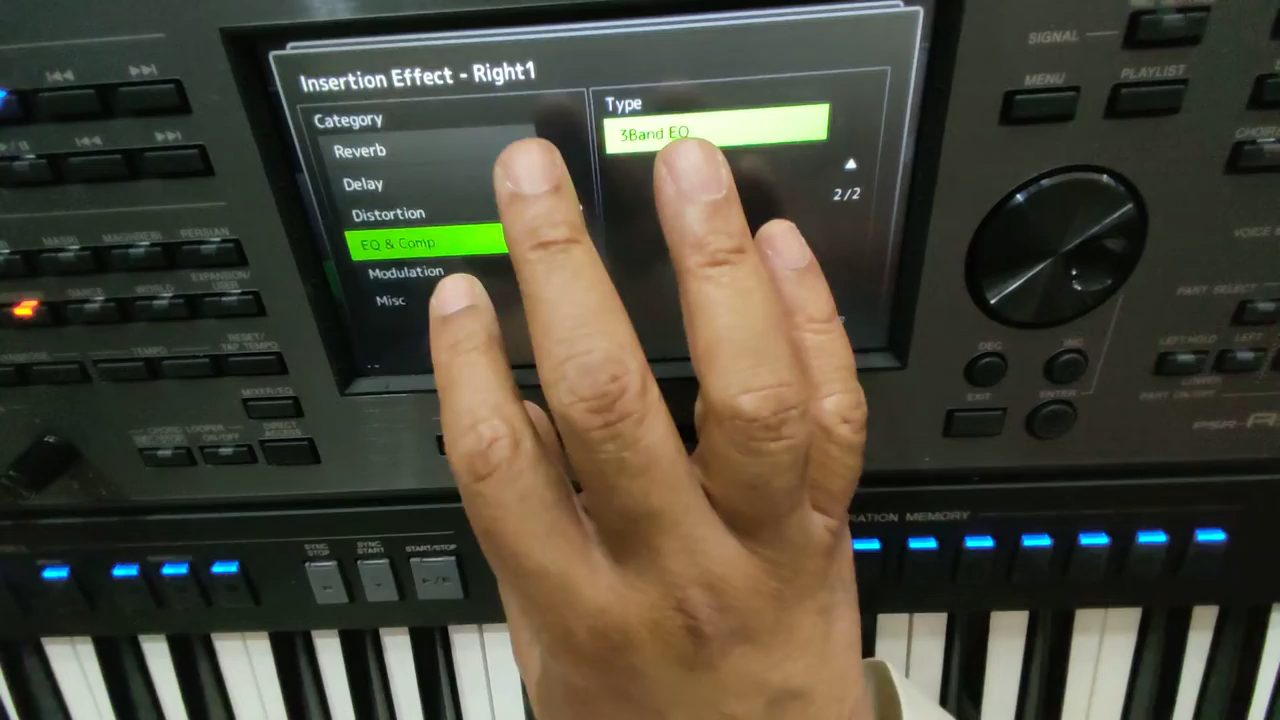 Insertion Effect - Right1
Category
Reverb
Delay
Distortion
EQ & Comp
Modulation
Misc
Type
3Band EQ
2/2
SIGNAL
MENU
PLAYLIST
DEC
EXIT
ENTER
LEFT HOLD
LEFT
PART SELECT
PART ON/OFF
MAGHREBI
PERSIAN
EXPANSION/
USER
DANCE
WORLD
TEMPO
RESET/
TAP TEMPO
MIXER/EQ
CHORD LOOPER
REC/STOP
ON/OFF
DIRECT
ACCESS
SYNC
STOP
SYNC
START
START/STOP
MEMORY
PSR-A